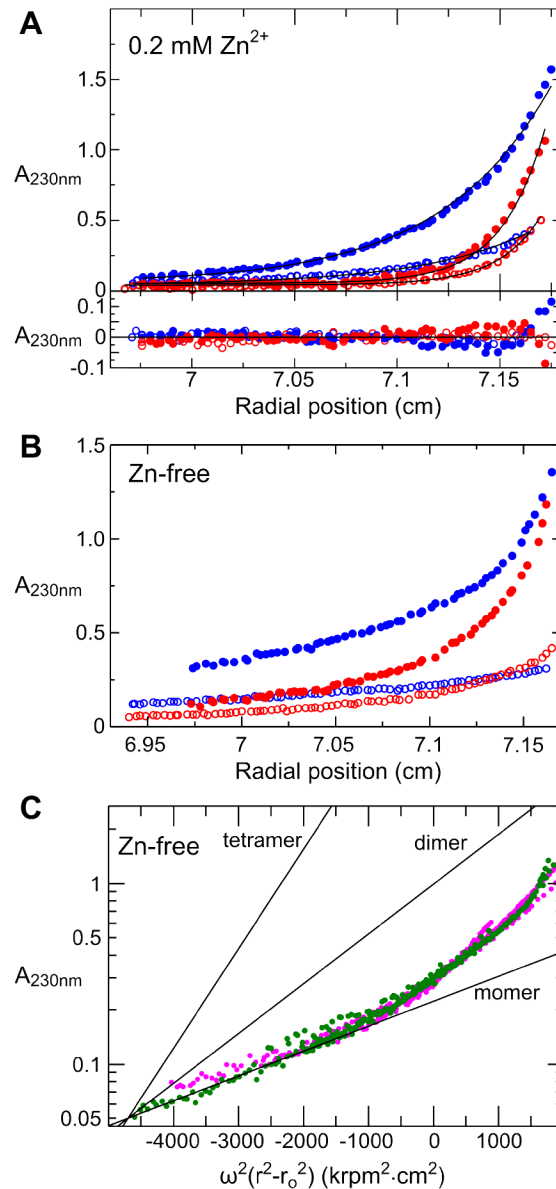 A
0.2 mM Zn²⁺
1.5
1.0
A230nm
0.5
0
0.1
A230nm
0
-0.1
7 7.05 7.1 7.15
Radial position (cm)
B
1.5
Zn-free
1.0
A230nm
0.5
0
6.95 7 7.05 7.1 7.15
Radial position (cm)
C
Zn-free
tetramer
dimer
1
0.5
A230nm
momer
0.1
0.05
-4000 -3000 -2000 -1000 0 1000
ω²(r²-rₒ²) (krpm²·cm²)